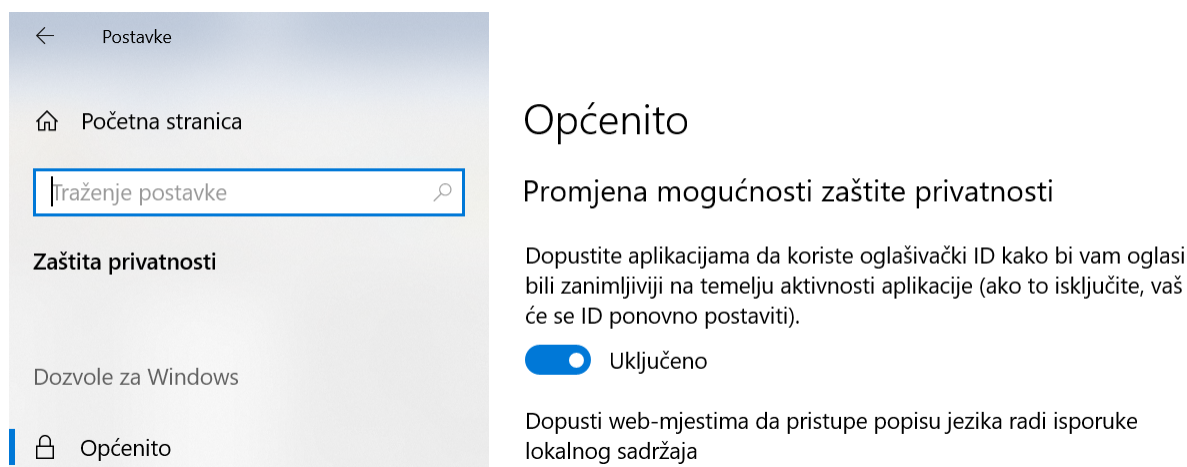 Postavke
Početna stranica
Traženje postavke
Zaštita privatnosti
Dozvole za Windows
Općenito
Općenito
Promjena mogućnosti zaštite privatnosti
Dopustite aplikacijama da koriste oglašivački ID kako bi vam oglasi
bili zanimljiviji na temelju aktivnosti aplikacije (ako to isključite, vaš
će se ID ponovno postaviti).
Uključeno
Dopusti web-mjestima da pristupe popisu jezika radi isporuke
lokalnog sadržaja